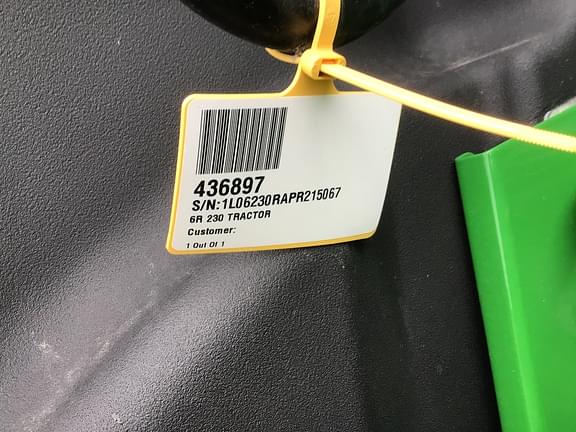 436897
S/N:1L06230RAPR215067
6R 230 TRACTOR
Customer:
1 Out Of 1